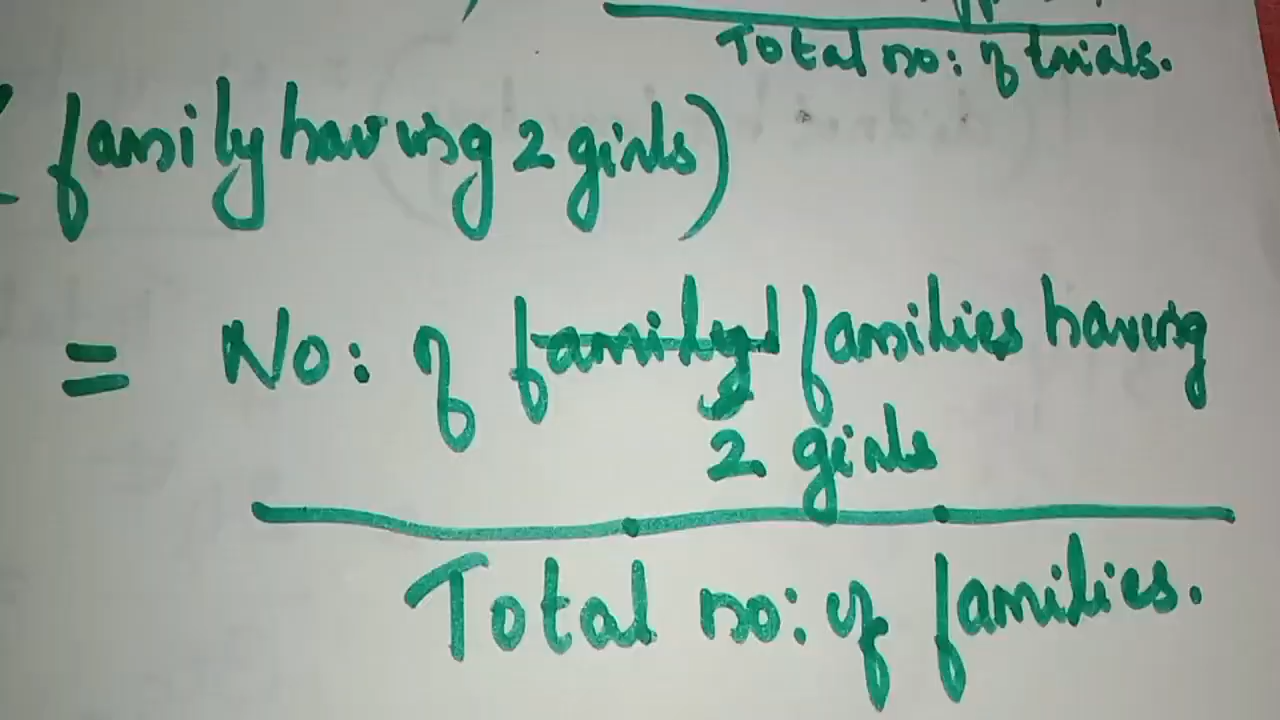 Total no: of trials.
family having 2 girls)
= No: of family families having
2 girls
Total no: of families.